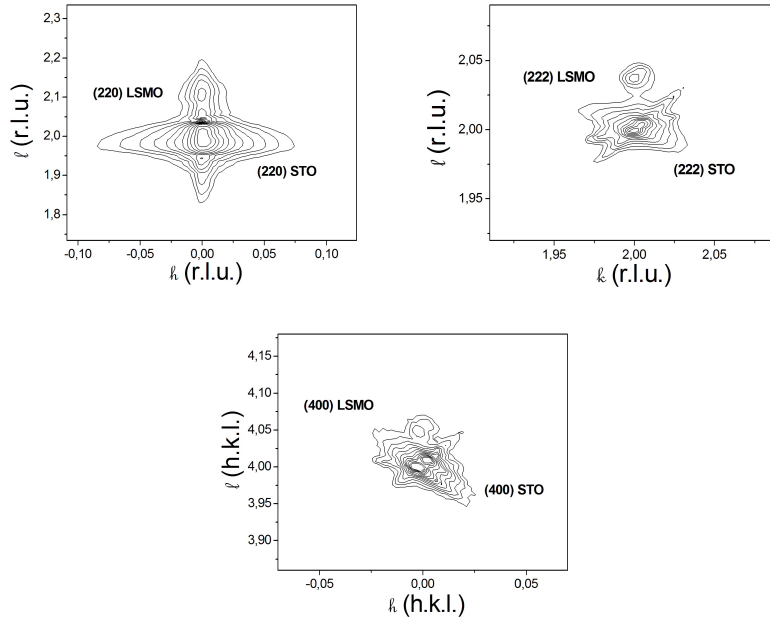 2,3
2,2
2,1
2,0
1,9
1,8
ℓ (r.l.u.)
(220) LSMO
(220) STO
-0,10 -0,05 0,00 0,05 0,10
h (r.l.u.)
2,05
2,00
1,95
ℓ (r.l.u.)
(222) LSMO
(222) STO
1,95 2,00 2,05
k (r.l.u.)
4,15
4,10
4,05
4,00
3,95
3,90
ℓ (h.k.l.)
(400) LSMO
(400) STO
-0,05 0,00 0,05
h (h.k.l.)